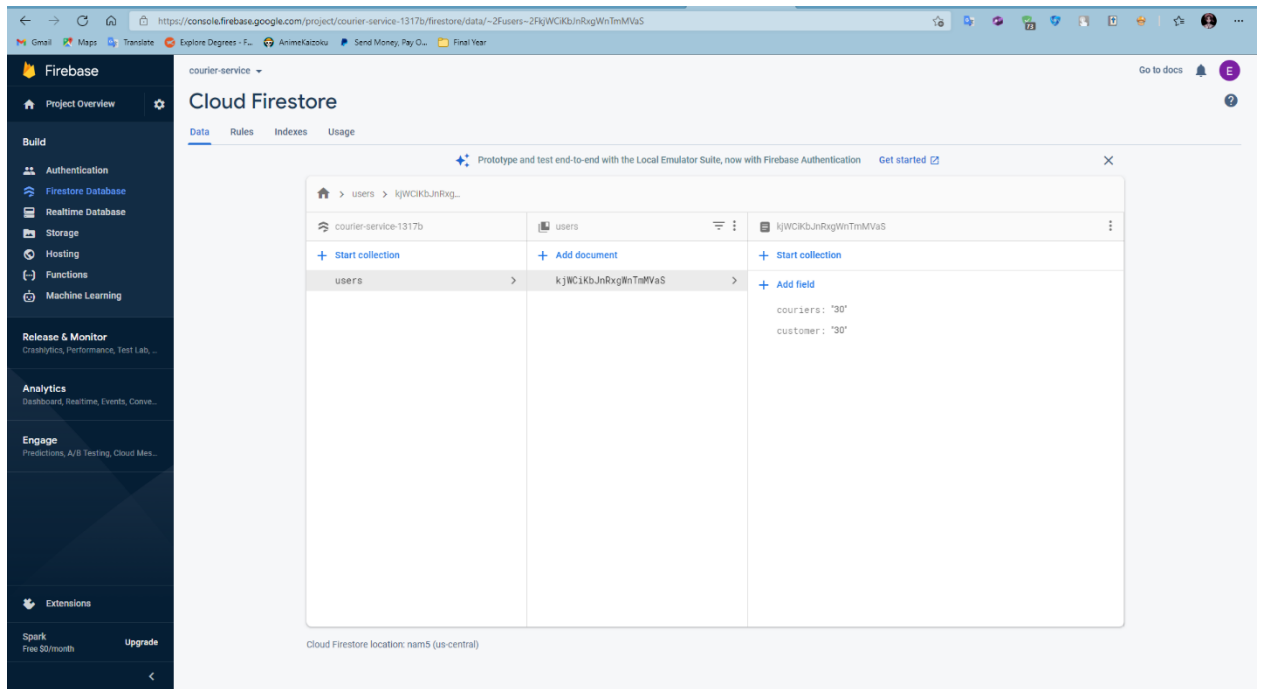 https://console.firebase.google.com/project/courier-service-1317b/firestore/data/~2Fusers~2FkjWCiKbJnRxgWnTmMVaS
Gmail Maps Translate Explore Degrees - F... AnimeKaizoku Send Money, Pay O... Final Year
Firebase
courier-service
Go to docs
E
Project Overview
Cloud Firestore
Data Rules Indexes Usage
Build
Prototype and test end-to-end with the Local Emulator Suite, now with Firebase Authentication Get started
Authentication
Firestore Database
Realtime Database
Storage
Hosting
Functions
Machine Learning
> users > kjWCiKbJnRxg...
courier-service-1317b
users
kjWCiKbJnRxgWnTmMVaS
+ Start collection
+ Add document
+ Start collection
users
kjWCiKbJnRxgWnTmMVaS
+ Add field
couriers: "30"
customer: "30"
Release & Monitor
Crashlytics, Performance, Test Lab, ...
Analytics
Dashboard, Realtime, Events, Conve...
Engage
Predictions, A/B Testing, Cloud Mes...
Extensions
Spark
Free $0/month
Upgrade
Cloud Firestore location: nam5 (us-central)